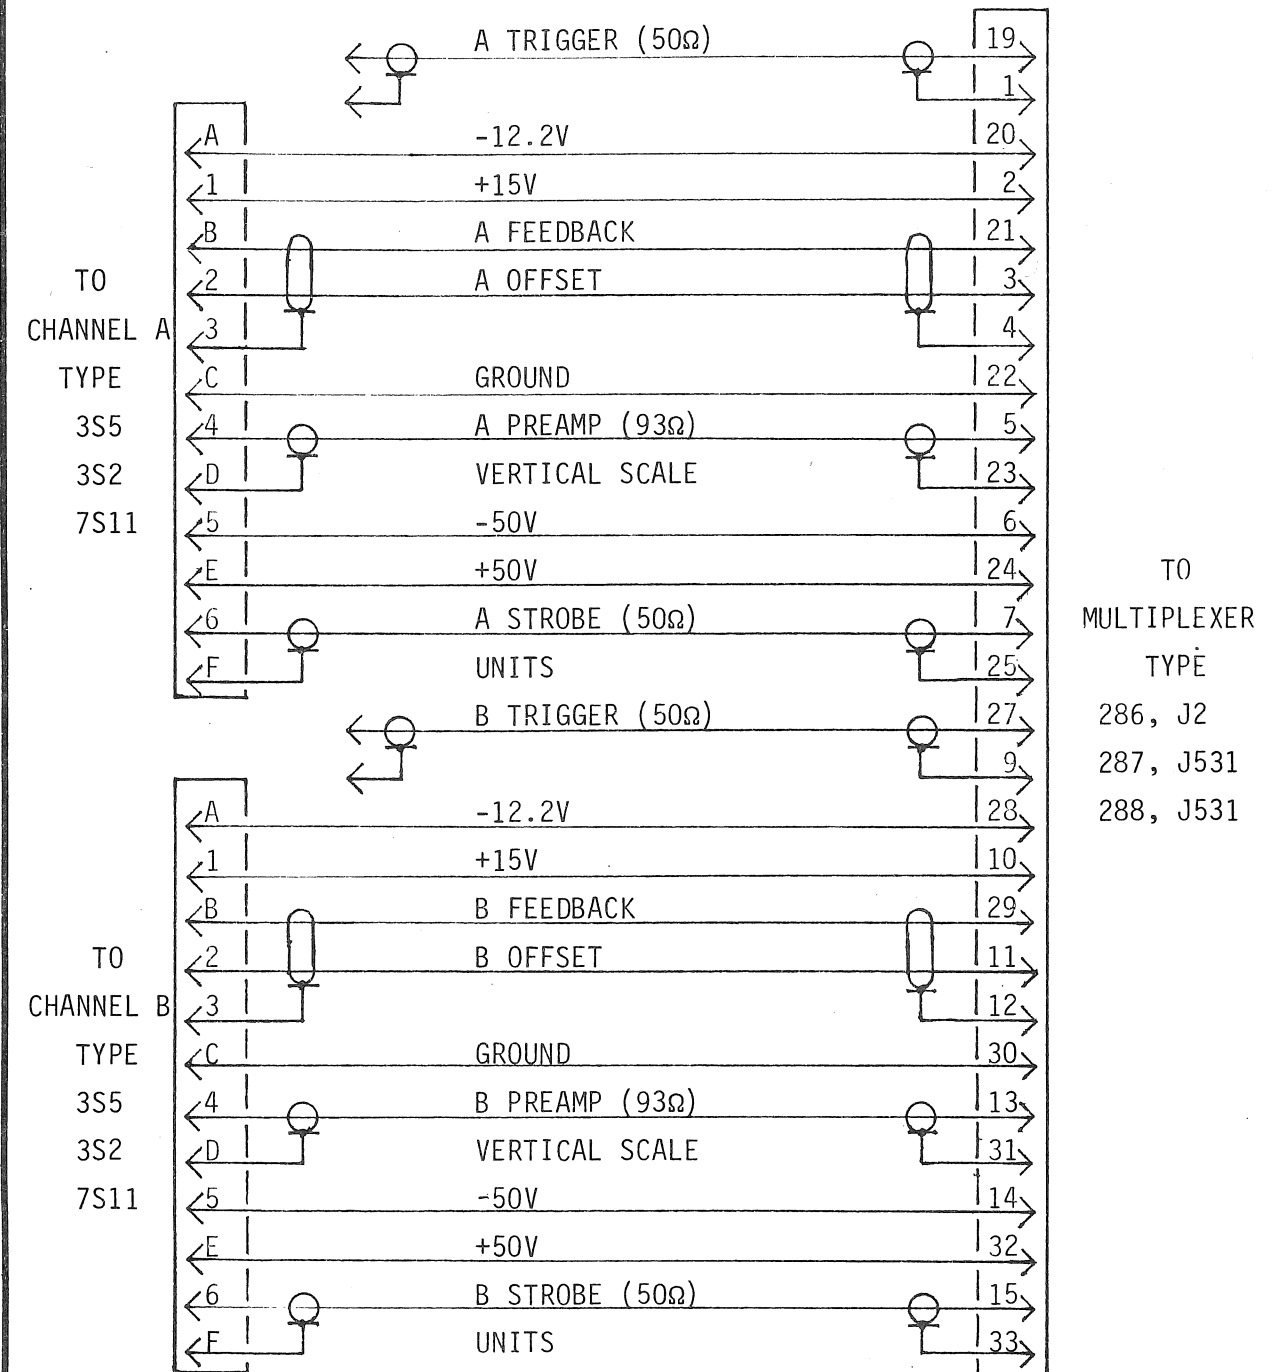 A TRIGGER (50Ω) 19
1
A -12.2V 20
1 +15V 2
B A FEEDBACK 21
TO 2 A OFFSET 3
CHANNEL A 3 4
TYPE C GROUND 22
3S5 4 A PREAMP (93Ω) 5
3S2 D VERTICAL SCALE 23
7S11 5 -50V 6
E +50V 24 TO
6 A STROBE (50Ω) 7 MULTIPLEXER
F UNITS 25 TYPE
B TRIGGER (50Ω) 27 286, J2
9 287, J531
A -12.2V 28 288, J531
1 +15V 10
B B FEEDBACK 29
TO 2 B OFFSET 11
CHANNEL B 3 12
TYPE C GROUND 30
3S5 4 B PREAMP (93Ω) 13
3S2 D VERTICAL SCALE 31
7S11 5 -50V 14
E +50V 32
6 B STROBE (50Ω) 15
F UNITS 33